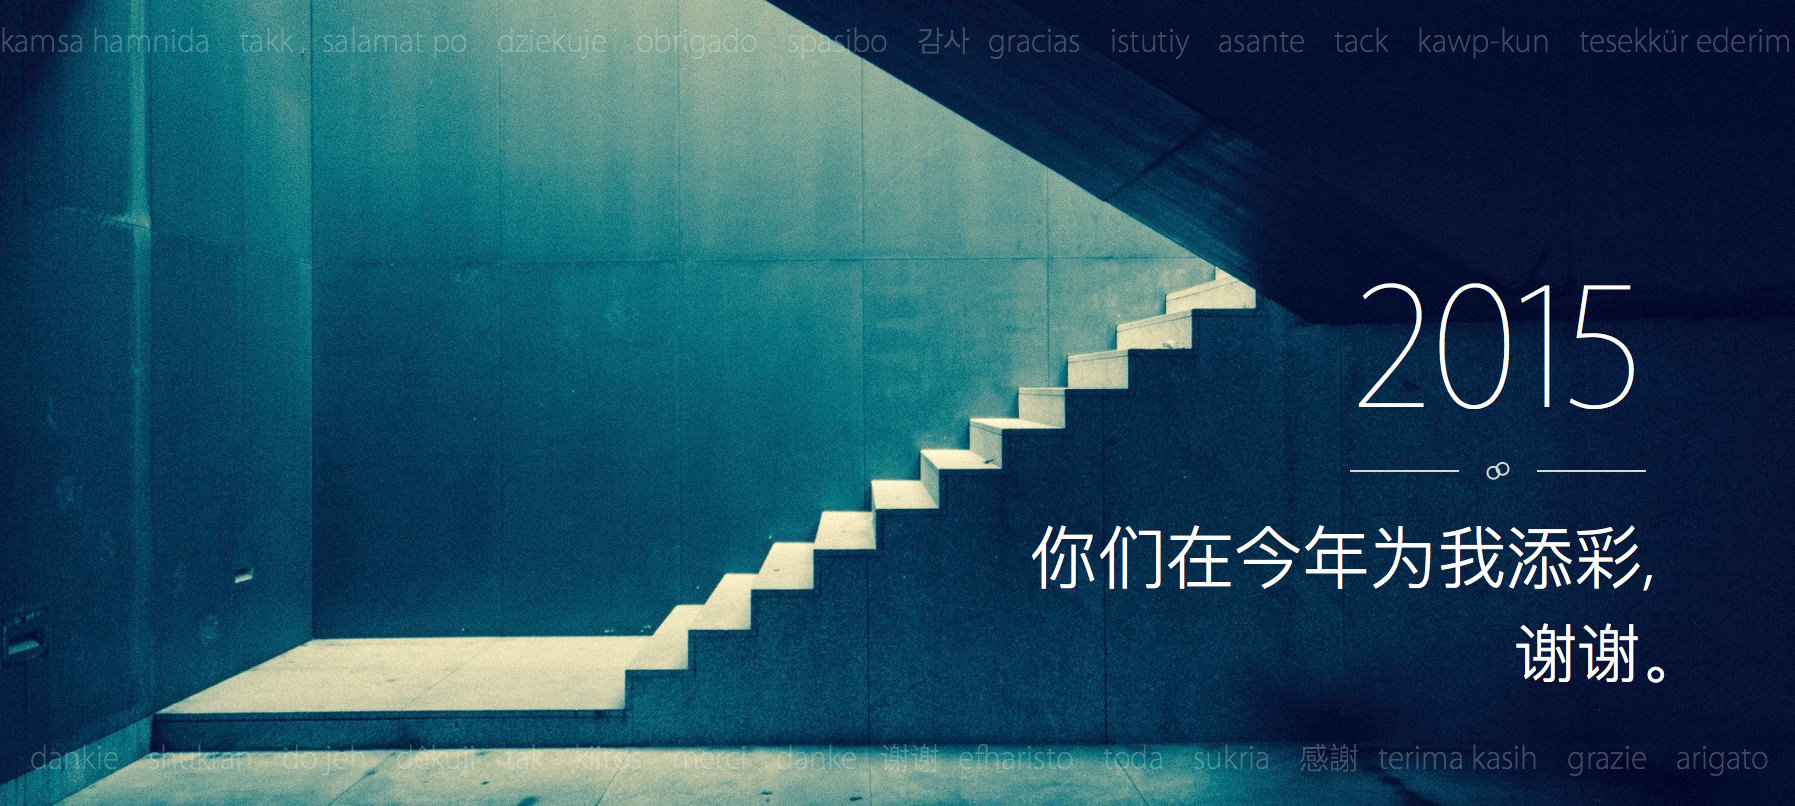 kamsa hamnida takk salamat po dziekuje obrigado spasibo 감사 gracias istutiy asante tack kawp-kun tesekkür ederim
2015
你们在今年为我添彩,
谢谢。
dankie shukran do jeh dêkuji tak kiitos merci danke 谢谢 efharisto toda sukria 感謝 terima kasih grazie arigato